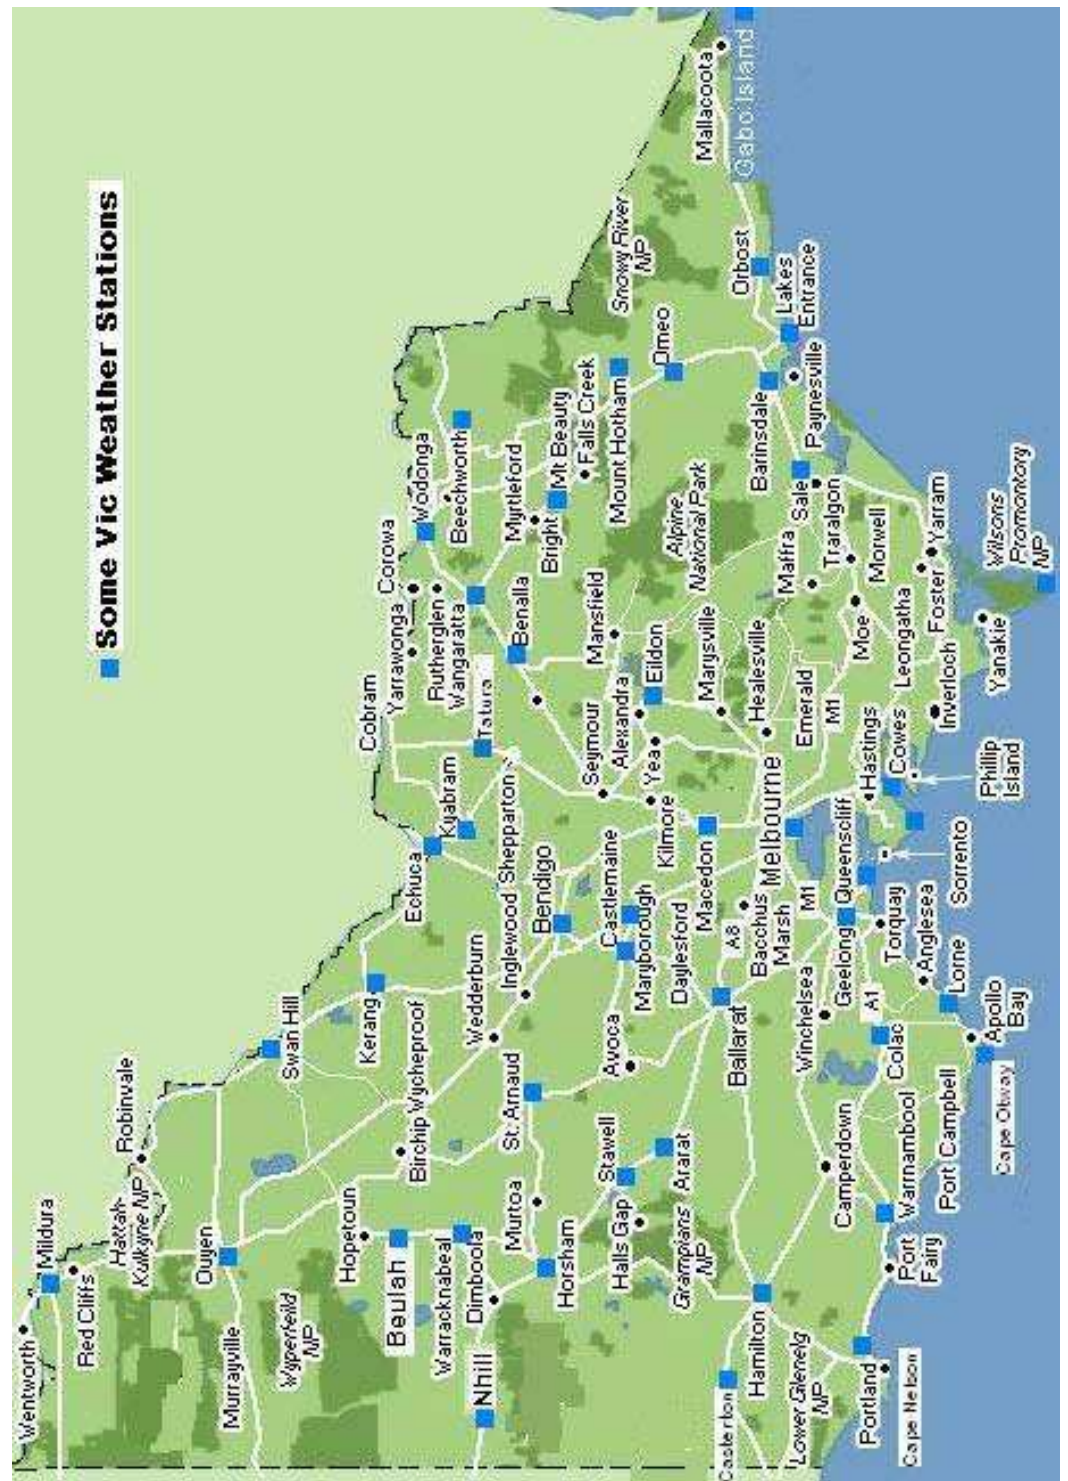 Some Vic Weather Stations
Wentworth
Mildura
Red Cliffs
Robinvale
Hattah
Kulkyne NP
Ouyen
Murrayville
Wyperfeild
NP
Swan Hill
Hopetoun
Beulah
Kerang
Birchip
Wycheproof
Warracknabeal
Dimboola
Nhill
Echuca
Cobram
Yarrawonga
Corowa
Rutherglen
Wangaratta
Wodonga
Beechworth
Kyabram
Tatura
Shepparton
Benalla
Myrtleford
Bright
Mt Beauty
Falls Creek
Mount Hotham
Omeo
Snowy River
NP
Wedderburn
Inglewood
Bendigo
St. Arnaud
Murtoa
Horsham
Stawell
Halls Gap
Ararat
Grampians
NP
Avoca
Castlemaine
Maryborough
Daylesford
Seymour
Alexandra
Mansfield
Eildon
Yea
Kilmore
Macedon
Marysville
Healesville
Alpine
National Park
Melbourne
Emerald
M1
A8
Bacchus
Marsh
M1
Ballarat
Hamilton
Casterton
Lower Glenelg
NP
Portland
Cape Nelson
Port
Fairy
Warrnambool
Camperdown
Port Campbell
Winchelsea
Colac
A1
Geelong
Queenscliff
Torquay
Anglesea
Lorne
Apollo
Bay
Cape Otway
Sorrento
Hastings
Cowes
Phillip
Island
Leongatha
Inverloch
Foster
Yanakie
Yarram
Wilsons
Promontory
NP
Moe
Morwell
Traralgon
Maffra
Sale
Barinsdale
Paynesville
Lakes
Entrance
Orbost
Mallacoota
Gabo Island